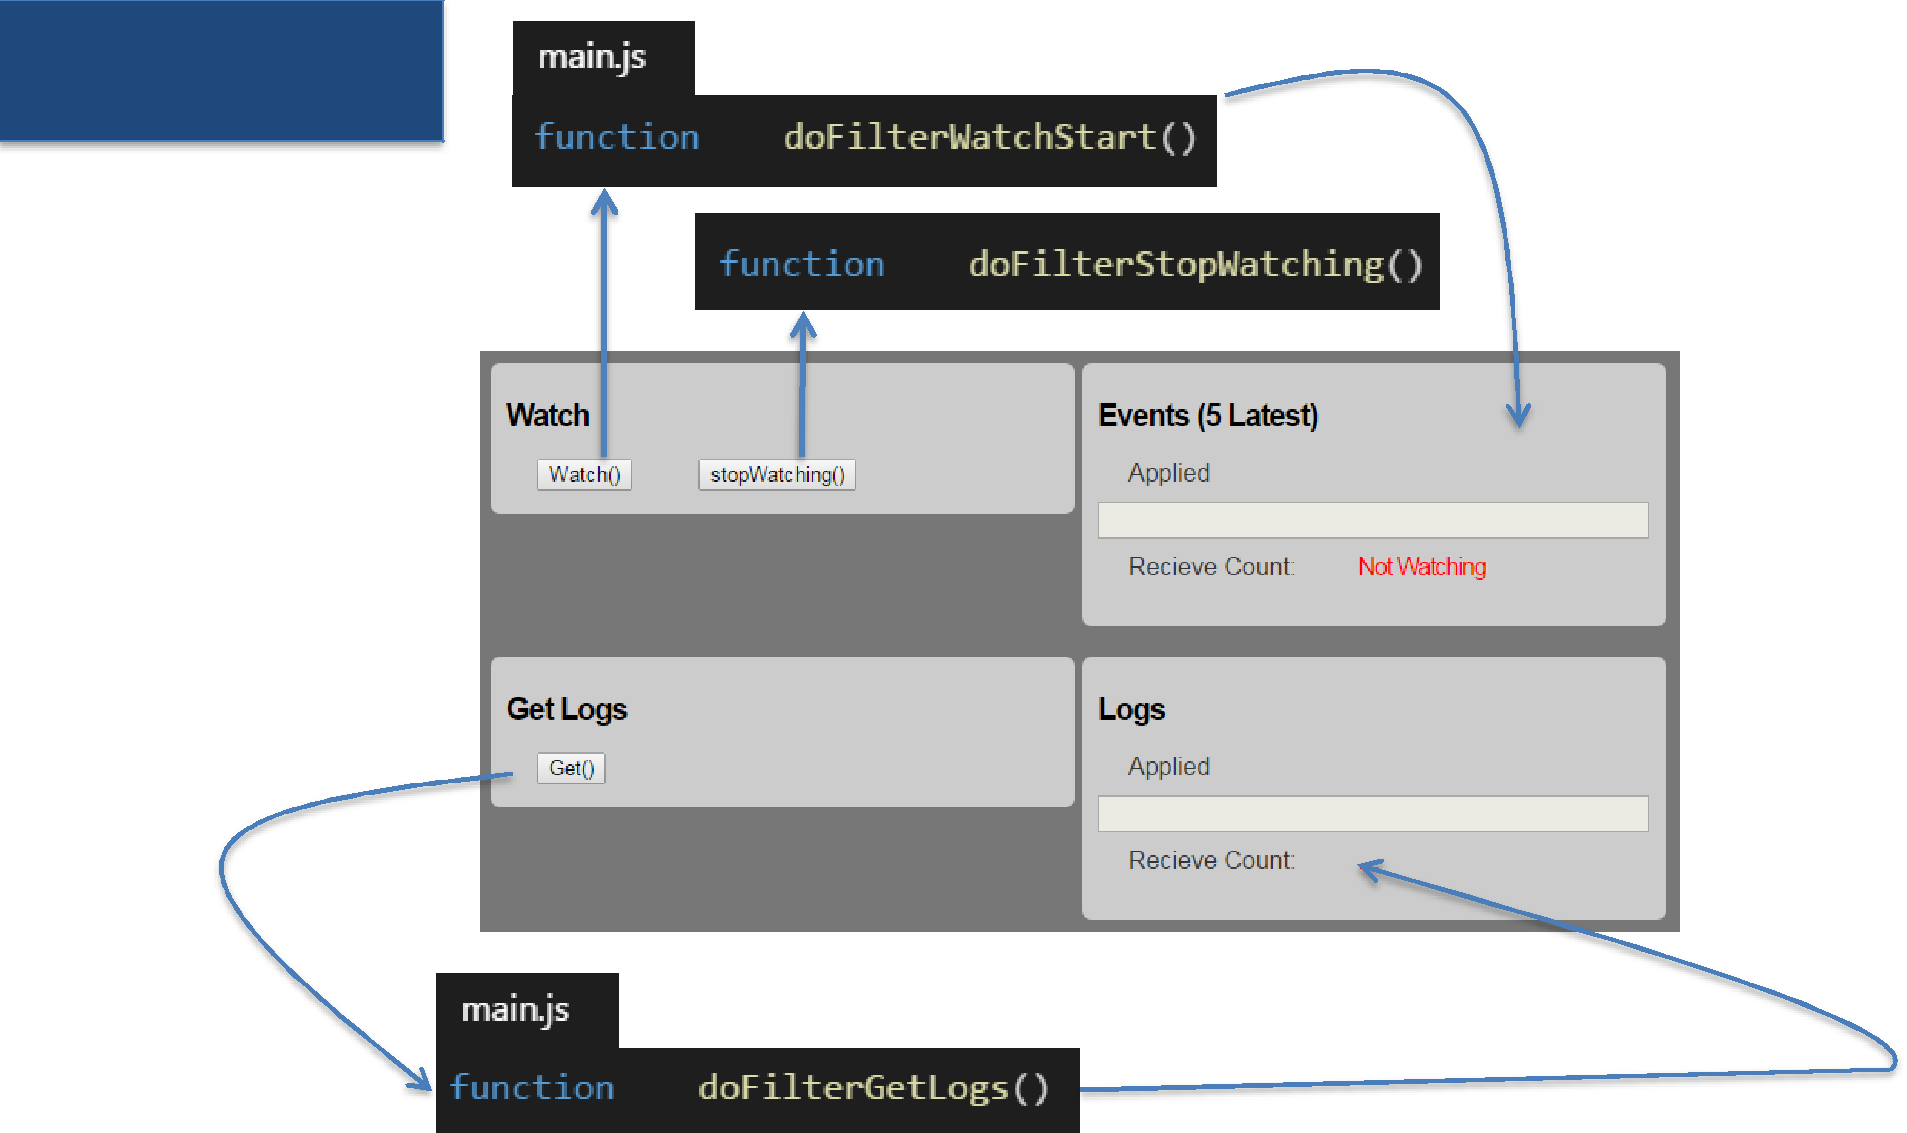 main.js
function doFilterWatchStart()
function doFilterStopWatching()
Watch
Watch() stopWatching()
Events (5 Latest)
Applied
Recieve Count: Not Watching
Get Logs
Get()
Logs
Applied
Recieve Count:
main.js
function doFilterGetLogs()